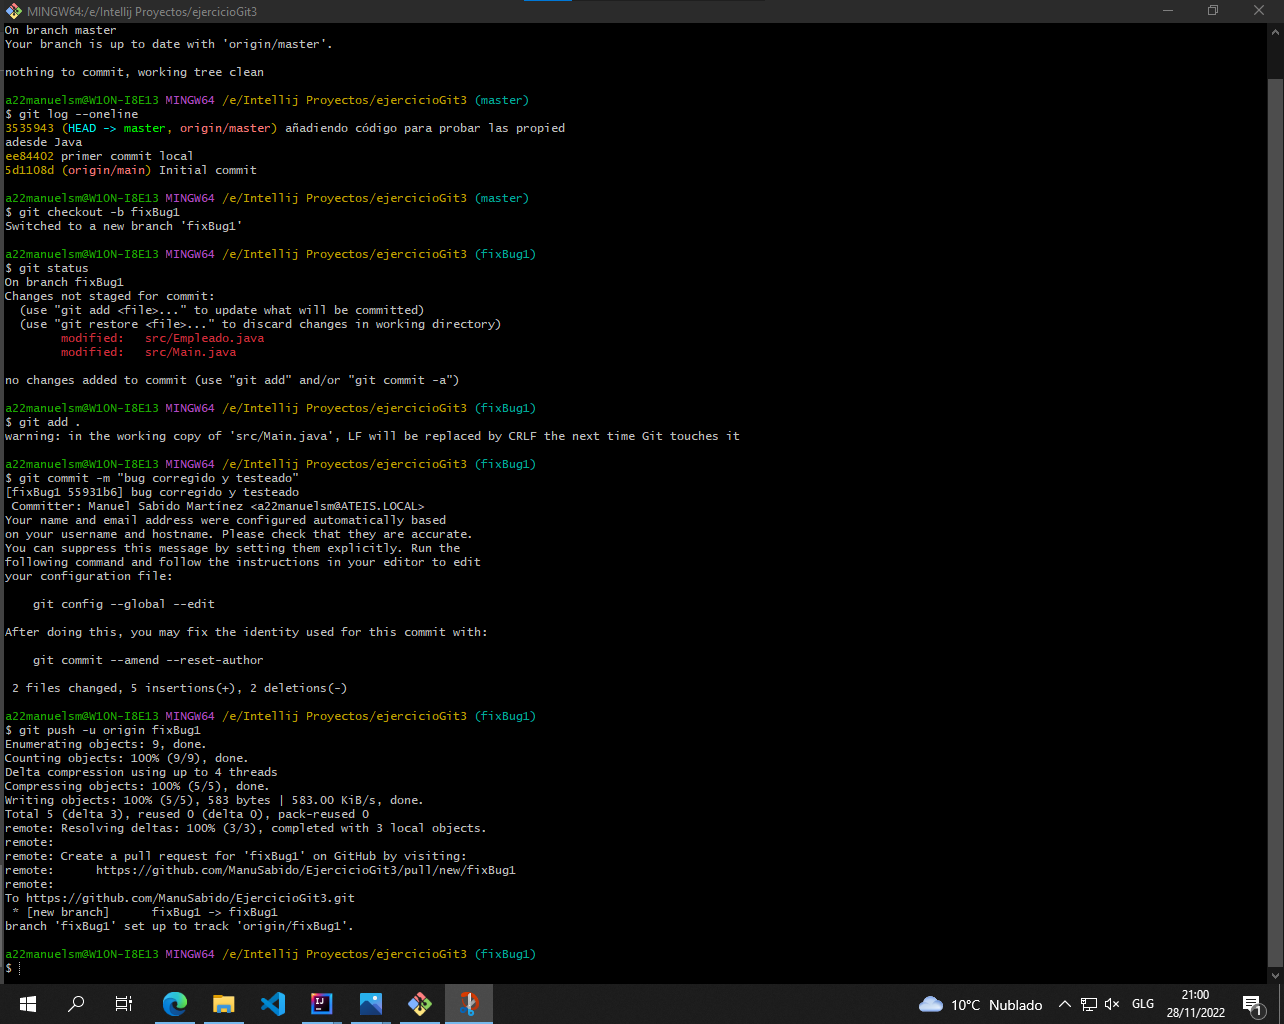 MINGW64:/e/Intellij Proyectos/ejercicioGit3
On branch master
Your branch is up to date with 'origin/master'.
nothing to commit, working tree clean
a22manuelsm@W10N-I8E13 MINGW64 /e/Intellij Proyectos/ejercicioGit3 (master)
$ git log --oneline
3535943 (HEAD -> master, origin/master) añadiendo código para probar las propied
adesde Java
ee84402 primer commit local
5d1108d (origin/main) Initial commit
a22manuelsm@W10N-I8E13 MINGW64 /e/Intellij Proyectos/ejercicioGit3 (master)
$ git checkout -b fixBug1
Switched to a new branch 'fixBug1'
a22manuelsm@W10N-I8E13 MINGW64 /e/Intellij Proyectos/ejercicioGit3 (fixBug1)
$ git status
On branch fixBug1
Changes not staged for commit:
  (use "git add <file>..." to update what will be committed)
  (use "git restore <file>..." to discard changes in working directory)
        modified:   src/Empleado.java
        modified:   src/Main.java
no changes added to commit (use "git add" and/or "git commit -a")
a22manuelsm@W10N-I8E13 MINGW64 /e/Intellij Proyectos/ejercicioGit3 (fixBug1)
$ git add .
warning: in the working copy of 'src/Main.java', LF will be replaced by CRLF the next time Git touches it
a22manuelsm@W10N-I8E13 MINGW64 /e/Intellij Proyectos/ejercicioGit3 (fixBug1)
$ git commit -m "bug corregido y testeado"
[fixBug1 55931b6] bug corregido y testeado
 Committer: Manuel Sabido Martínez <a22manuelsm@ATEIS.LOCAL>
Your name and email address were configured automatically based
on your username and hostname. Please check that they are accurate.
You can suppress this message by setting them explicitly. Run the
following command and follow the instructions in your editor to edit
your configuration file:
    git config --global --edit
After doing this, you may fix the identity used for this commit with:
    git commit --amend --reset-author
 2 files changed, 5 insertions(+), 2 deletions(-)
a22manuelsm@W10N-I8E13 MINGW64 /e/Intellij Proyectos/ejercicioGit3 (fixBug1)
$ git push -u origin fixBug1
Enumerating objects: 9, done.
Counting objects: 100% (9/9), done.
Delta compression using up to 4 threads
Compressing objects: 100% (5/5), done.
Writing objects: 100% (5/5), 583 bytes | 583.00 KiB/s, done.
Total 5 (delta 3), reused 0 (delta 0), pack-reused 0
remote: Resolving deltas: 100% (3/3), completed with 3 local objects.
remote:
remote: Create a pull request for 'fixBug1' on GitHub by visiting:
remote:      https://github.com/ManuSabido/EjercicioGit3/pull/new/fixBug1
remote:
To https://github.com/ManuSabido/EjercicioGit3.git
 * [new branch]      fixBug1 -> fixBug1
branch 'fixBug1' set up to track 'origin/fixBug1'.
a22manuelsm@W10N-I8E13 MINGW64 /e/Intellij Proyectos/ejercicioGit3 (fixBug1)
$
10°C Nublado
GLG
21:00
28/11/2022
1